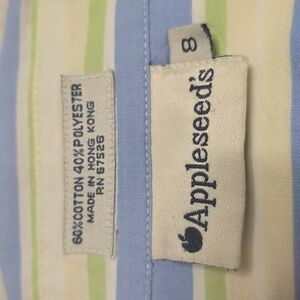 8
Appleseed's
60% COTTON 40% POLYESTER
MADE IN HONG KONG
RN 67526